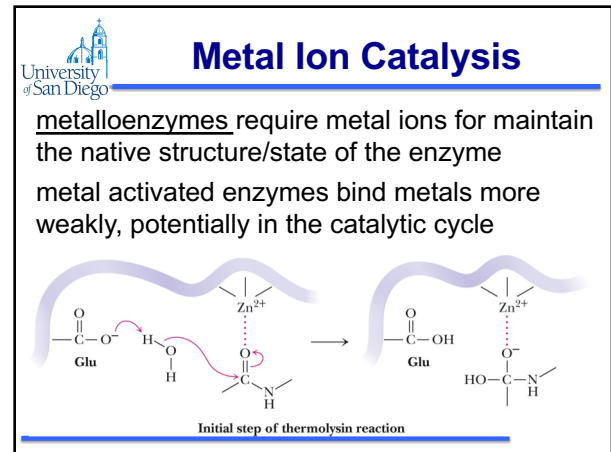 University
of San Diego
Metal Ion Catalysis
metalloenzymes require metal ions for maintain
the native structure/state of the enzyme
metal activated enzymes bind metals more
weakly, potentially in the catalytic cycle
Zn2+
Zn2+
O
C
O−
Glu
H
O
H
O
C
N
H
O
C
OH
Glu
O−
HO
C
N
H
Initial step of thermolysin reaction